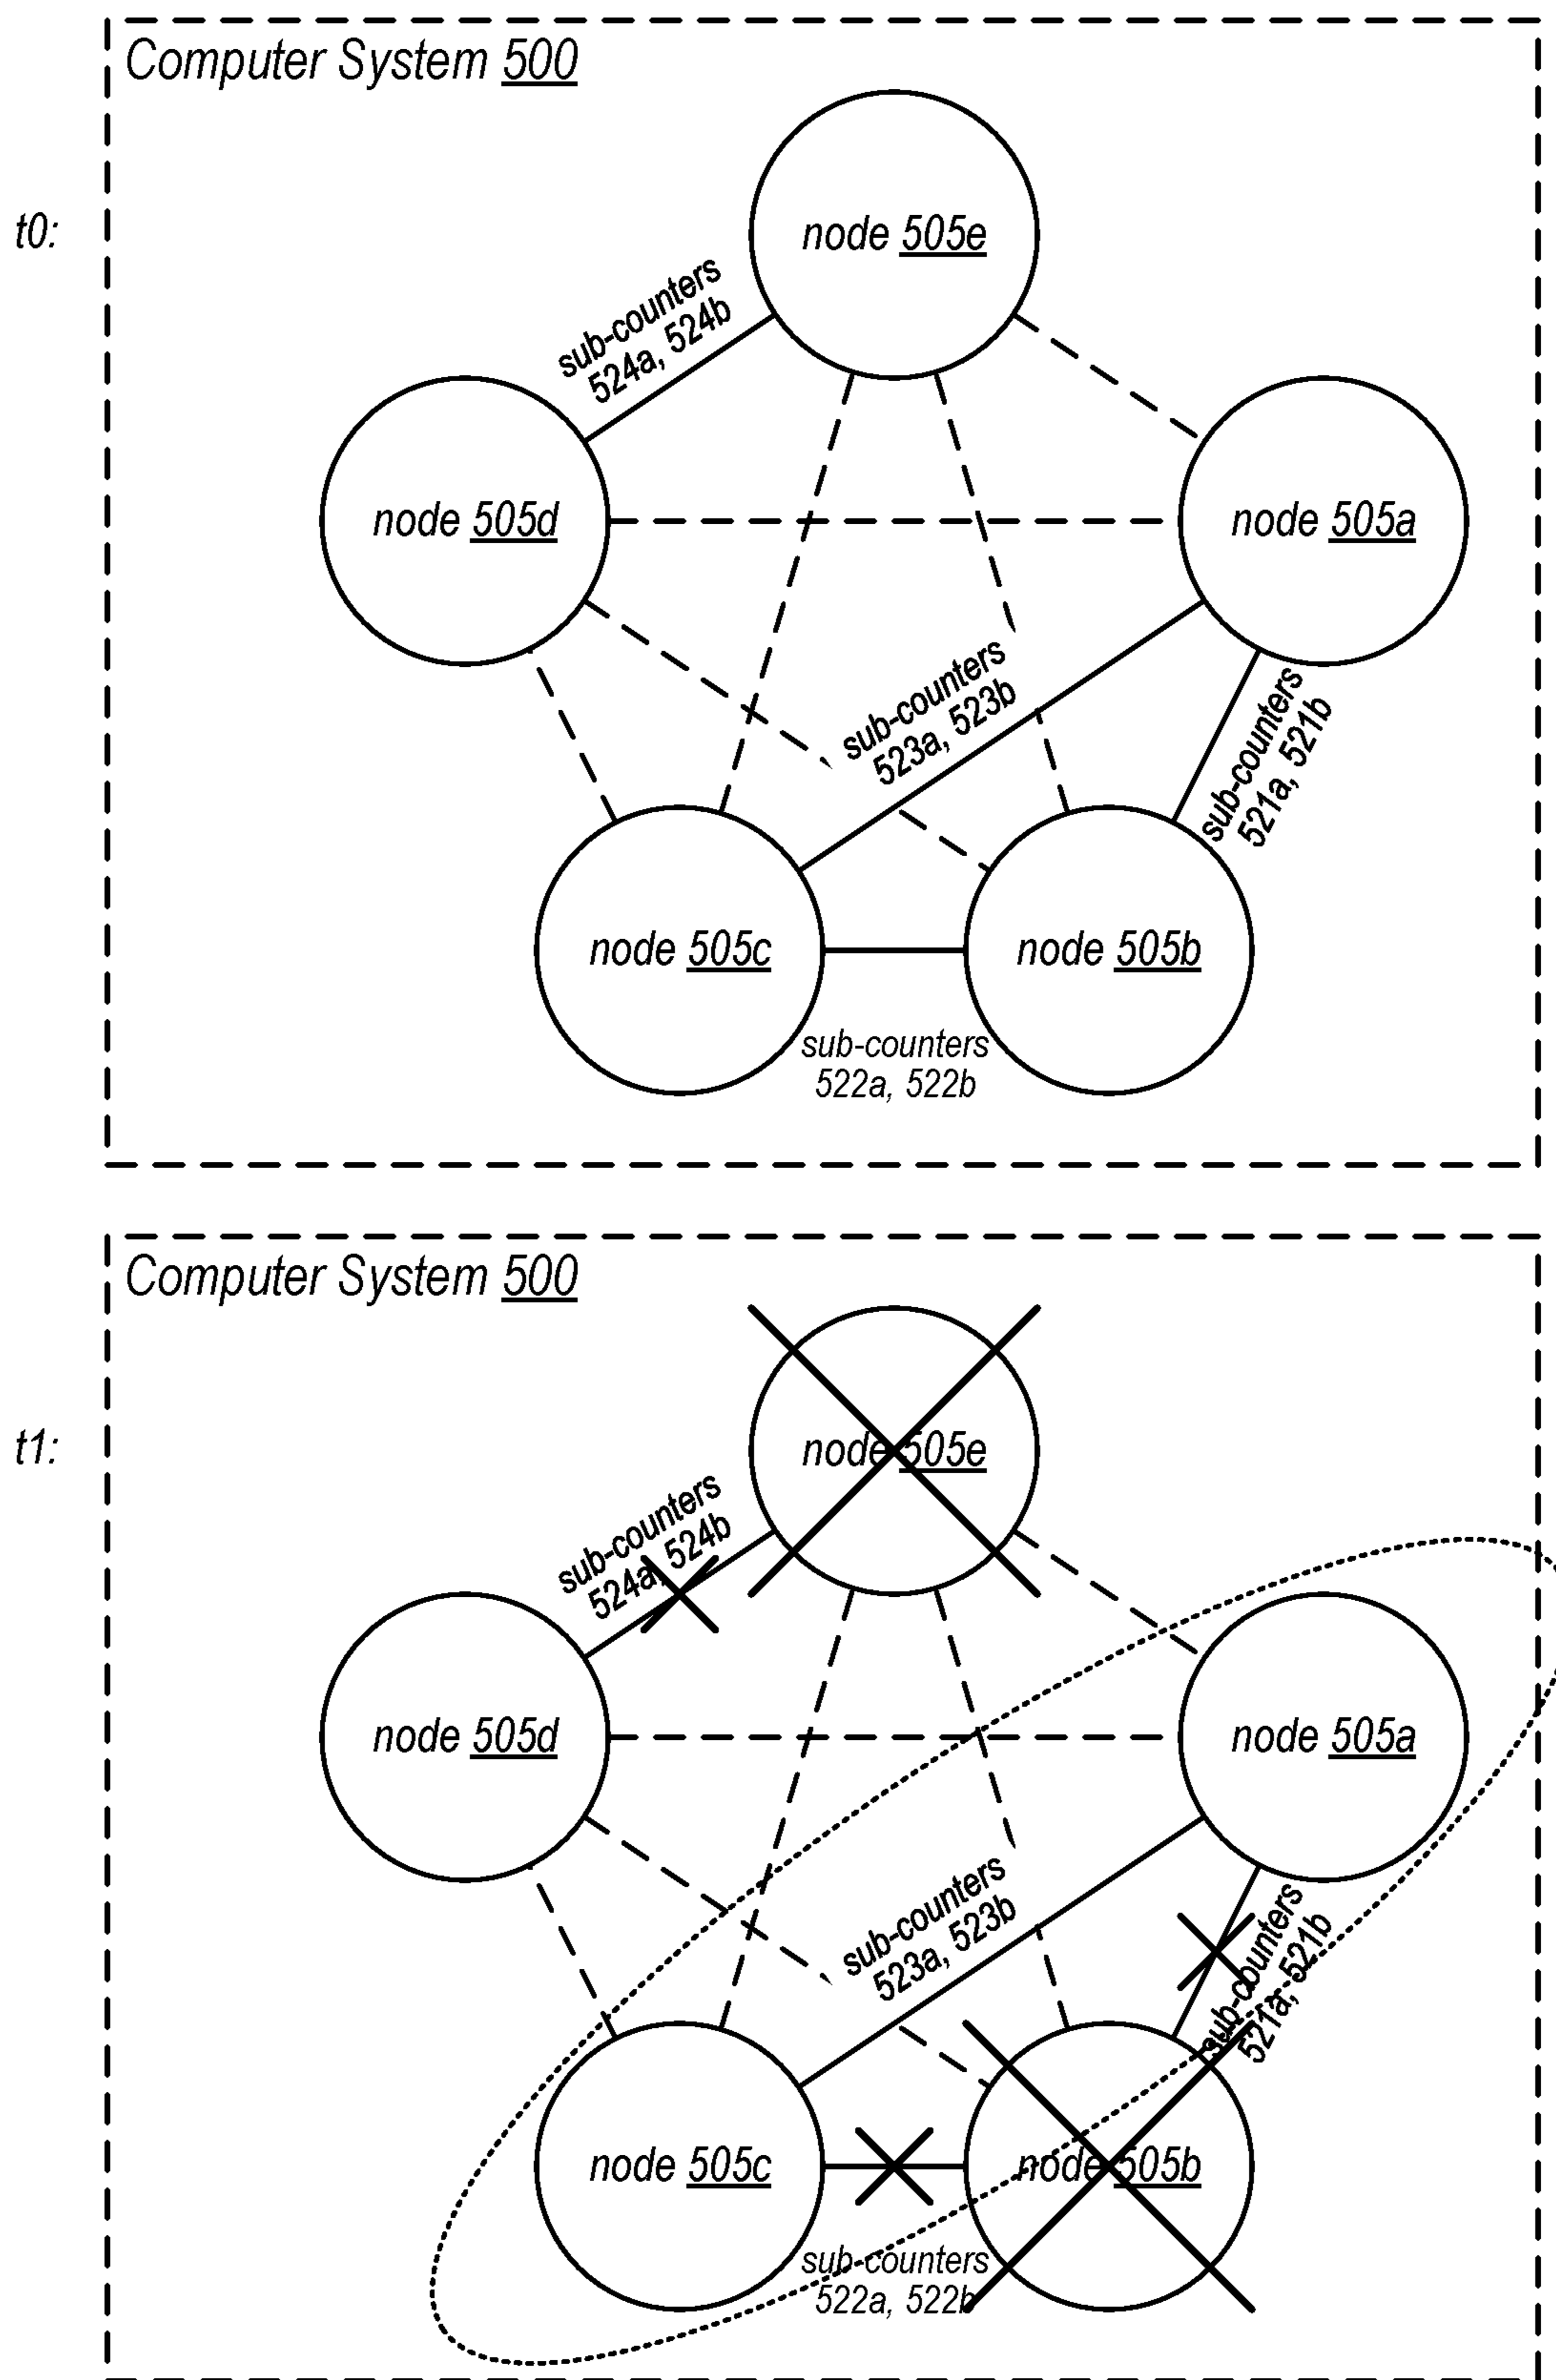 Computer System 500
t0:
node 505e
sub-counters
524a, 524b
node 505d
node 505a
sub-counters
523a, 523b
sub-counters
521a, 521b
node 505c
node 505b
sub-counters
522a, 522b
Computer System 500
t1:
node 505e
sub-counters
524a, 524b
node 505d
node 505a
sub-counters
523a, 523b
sub-counters
521a, 521b
node 505c
node 505b
sub-counters
522a, 522b